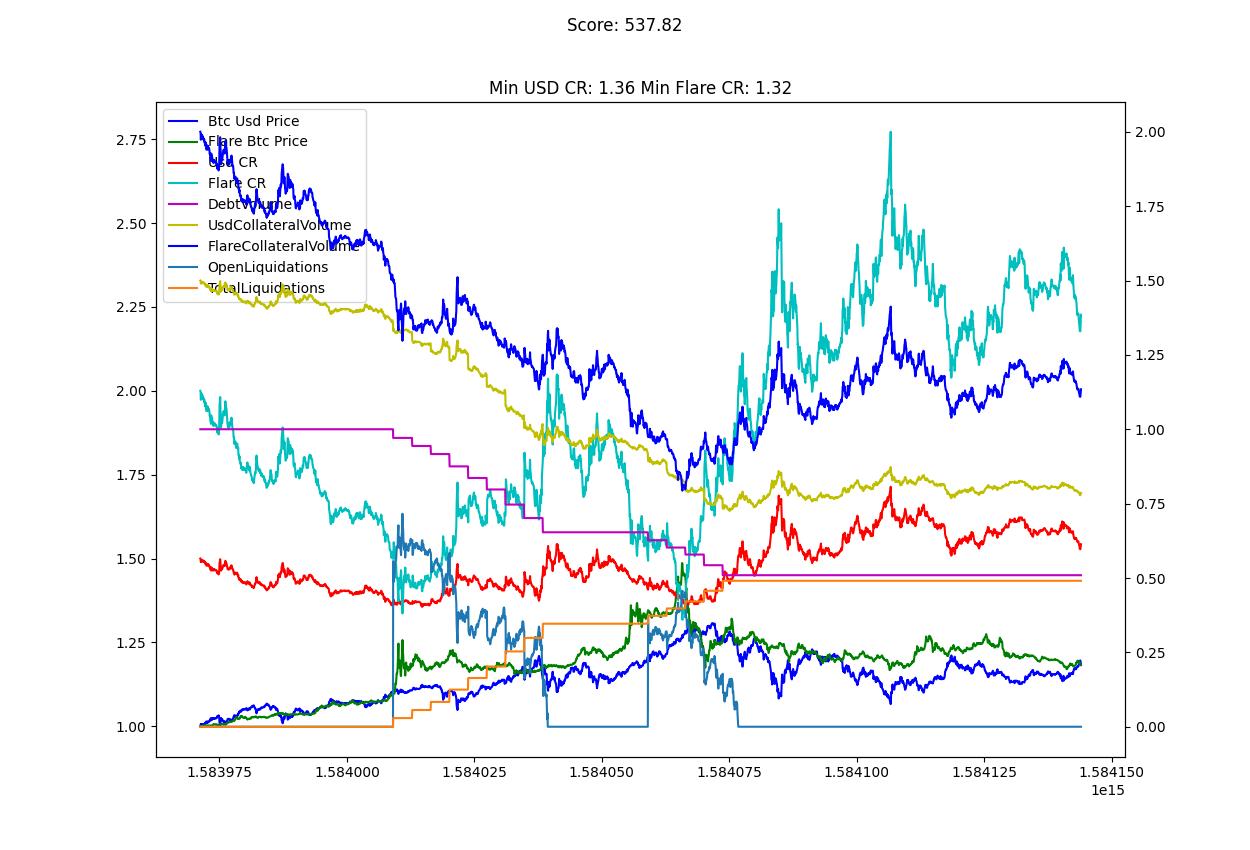 Score: 537.82
Min USD CR: 1.36 Min Flare CR: 1.32
Btc Usd Price
Flare Btc Price
Usd CR
Flare CR
DebtVolume
UsdCollateralVolume
FlareCollateralVolume
OpenLiquidations
TotalLiquidations
2.75
2.50
2.25
2.00
1.75
1.50
1.25
1.00
2.00
1.75
1.50
1.25
1.00
0.75
0.50
0.25
0.00
1.583975
1.584000
1.584025
1.584050
1.584075
1.584100
1.584125
1.584150
1e15